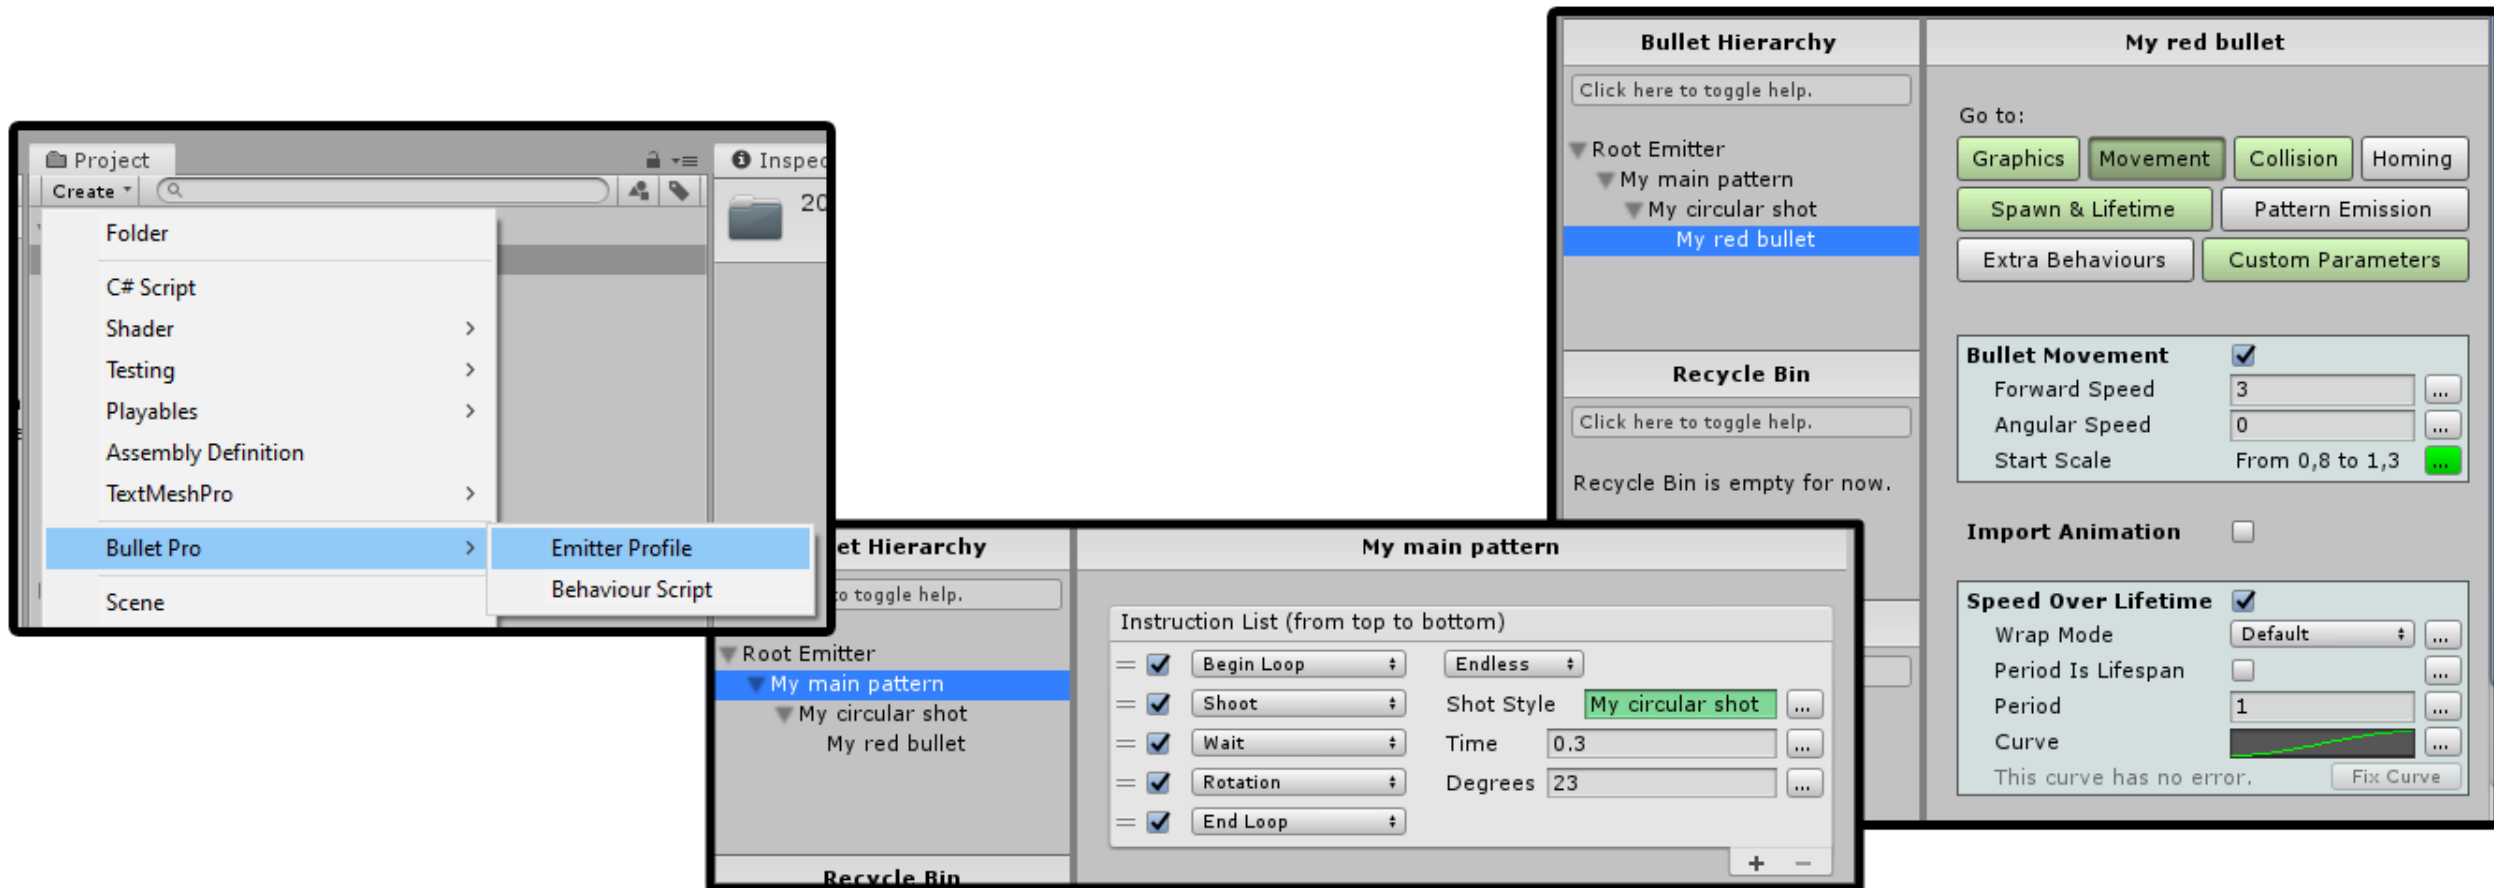 Project
Create
Inspec
20
Folder
C# Script
Shader
Testing
Playables
Assembly Definition
TextMeshPro
Bullet Pro
Scene
Emitter Profile
Behaviour Script
et Hierarchy
to toggle help.
Root Emitter
My main pattern
My circular shot
My red bullet
Recycle Bin
My main pattern
Instruction List (from top to bottom)
Begin Loop Endless
Shoot Shot Style My circular shot ...
Wait Time 0.3 ...
Rotation Degrees 23 ...
End Loop
+ −
Bullet Hierarchy
Click here to toggle help.
Root Emitter
My main pattern
My circular shot
My red bullet
Recycle Bin
Click here to toggle help.
Recycle Bin is empty for now.
My red bullet
Go to:
Graphics Movement Collision Homing
Spawn & Lifetime Pattern Emission
Extra Behaviours Custom Parameters
Bullet Movement
Forward Speed 3 ...
Angular Speed 0 ...
Start Scale From 0,8 to 1,3 ...
Import Animation
Speed Over Lifetime
Wrap Mode Default ...
Period Is Lifespan ...
Period 1 ...
Curve ...
This curve has no error. Fix Curve